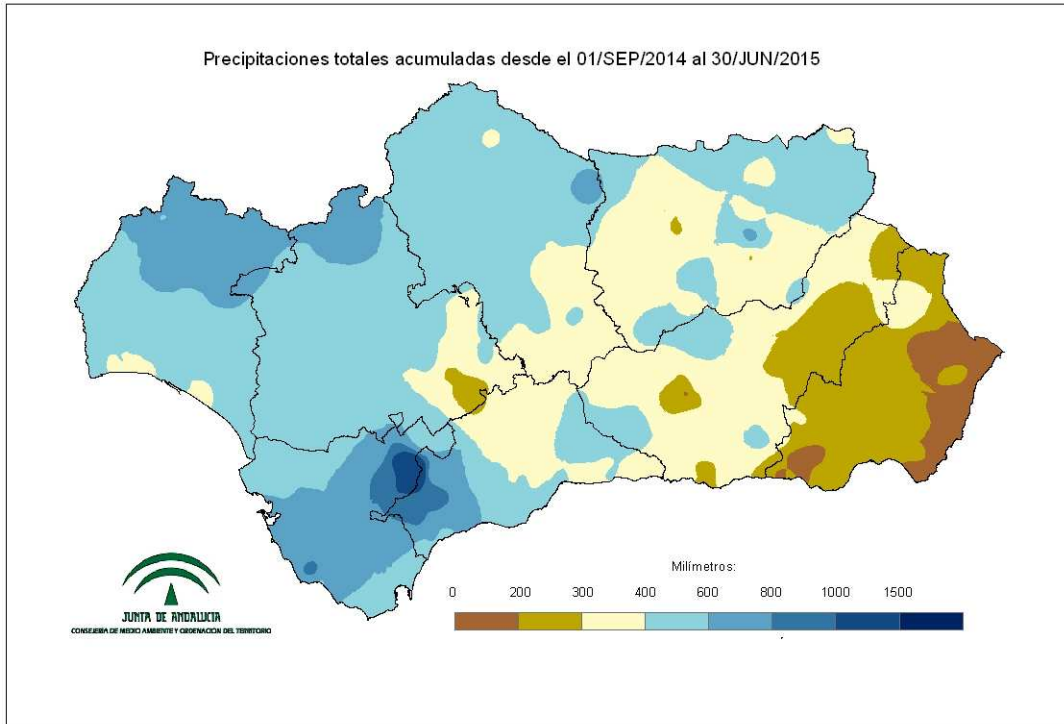 Precipitaciones totales acumuladas desde el 01/SEP/2014 al 30/JUN/2015
Milímetros:
0 200 300 400 600 800 1000 1500
JUNTA DE ANDALUCIA
CONSEJERÍA DE MEDIO AMBIENTE Y ORDENACIÓN DEL TERRITORIO